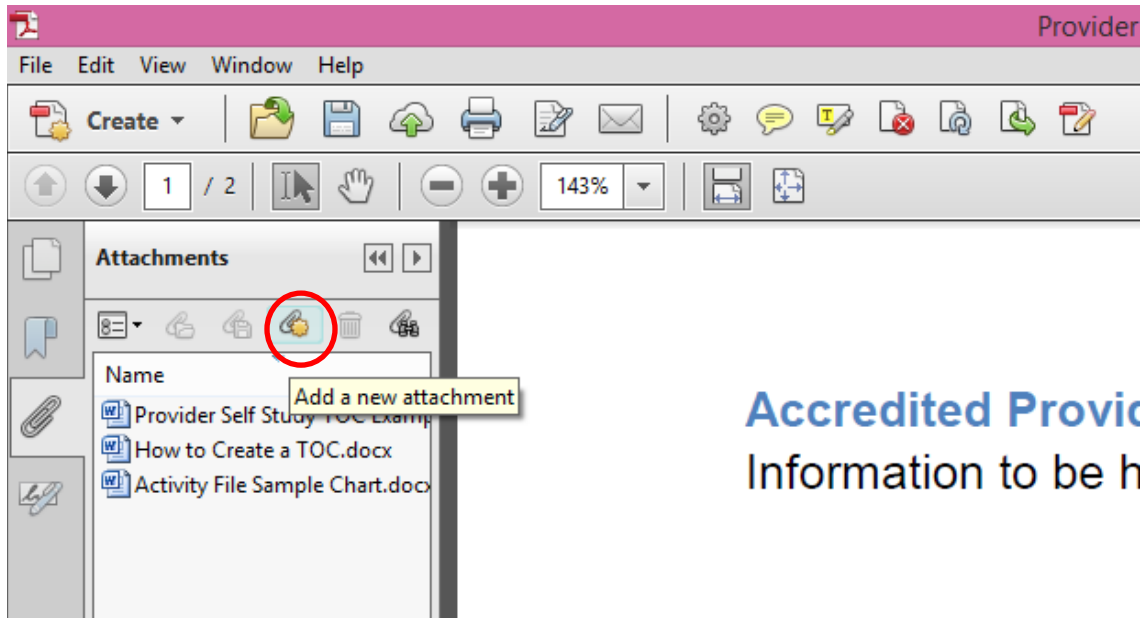 Provider
File Edit View Window Help
Create
1 / 2 143%
Attachments
Name
Add a new attachment
Provider Self Study TOC Examp
How to Create a TOC.docx
Activity File Sample Chart.docx
Accredited Provid
Information to be h